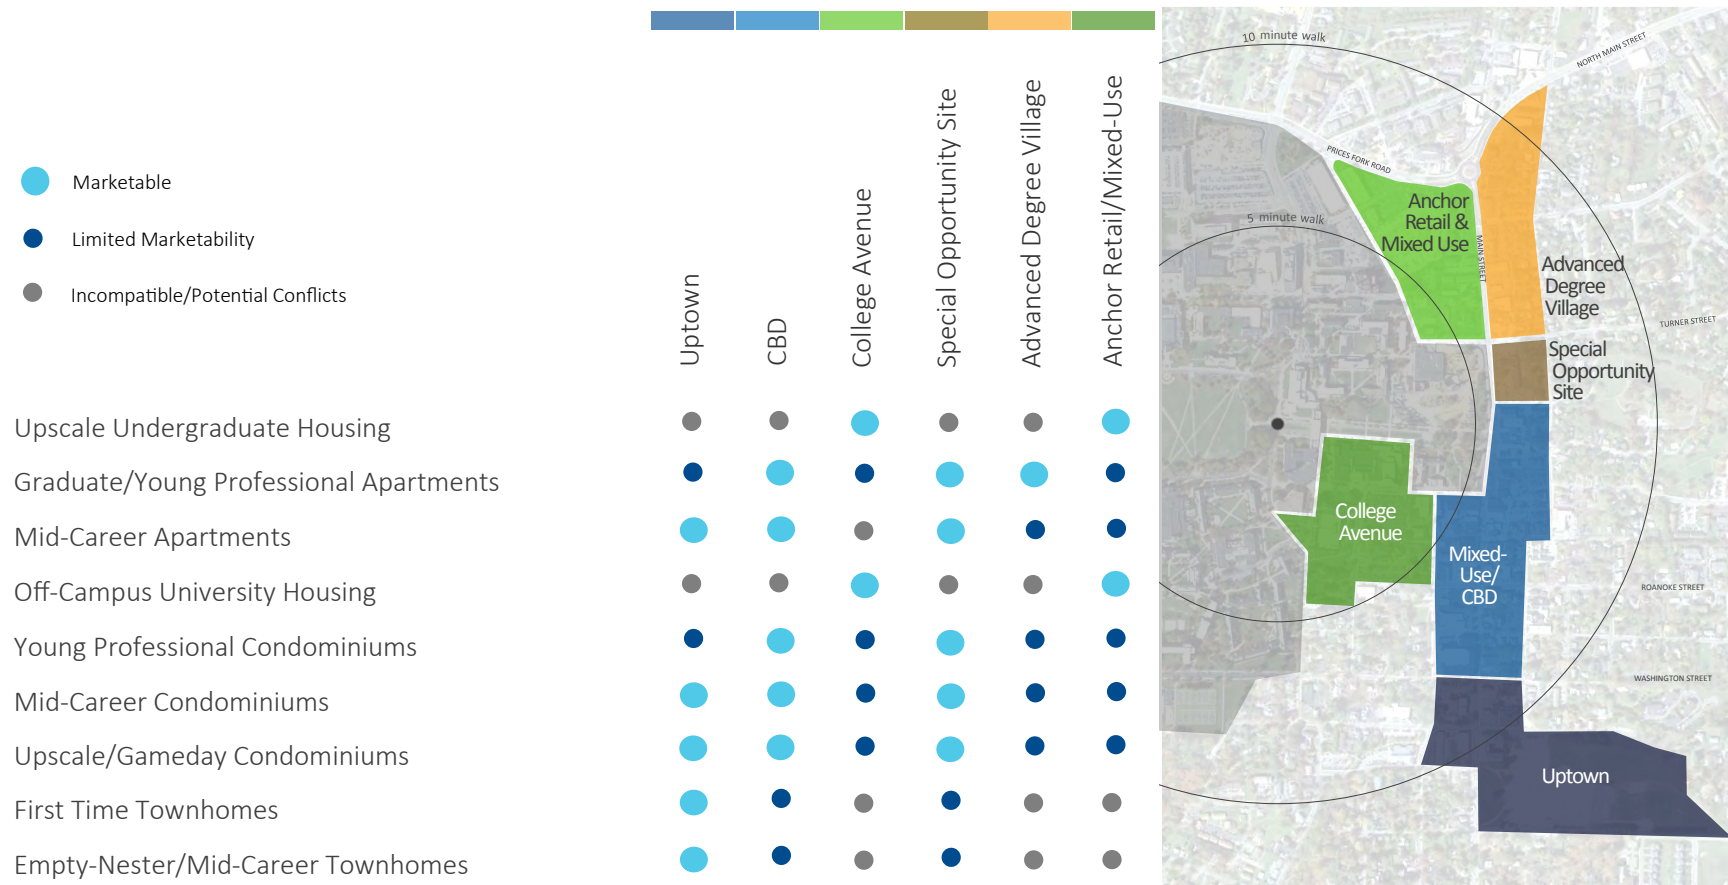 Marketable
Limited Marketability
Incompatible/Potential Conflicts
Uptown
CBD
College Avenue
Special Opportunity Site
Advanced Degree Village
Anchor Retail/Mixed-Use
Upscale Undergraduate Housing
Graduate/Young Professional Apartments
Mid-Career Apartments
Off-Campus University Housing
Young Professional Condominiums
Mid-Career Condominiums
Upscale/Gameday Condominiums
First Time Townhomes
Empty-Nester/Mid-Career Townhomes
10 minute walk
NORTH MAIN STREET
PRICES FORK ROAD
5 minute walk
Anchor
Retail &
Mixed Use
MAIN STREET
Advanced
Degree
Village
TURNER STREET
Special
Opportunity
Site
College
Avenue
Mixed-
Use/
CBD
ROANOKE STREET
WASHINGTON STREET
Uptown